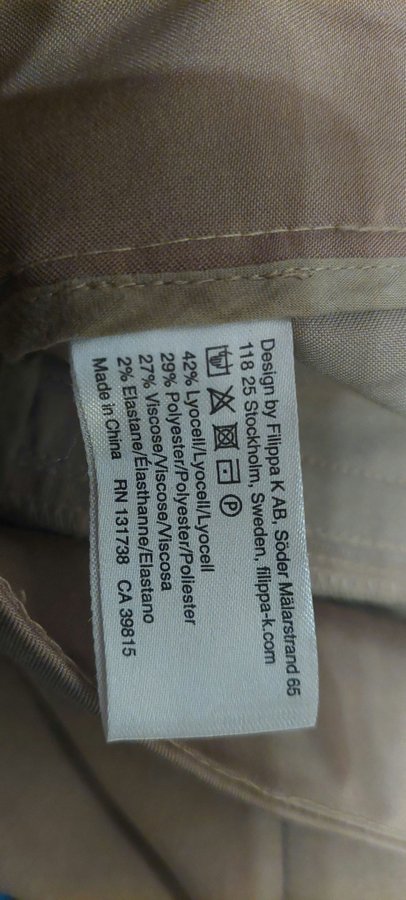 Design by Filippa K AB, Söder Mälarstrand 65
118 25 Stockholm, Sweden, filippa-k.com
P
42% Lyocell/Lyocell/Lyocell
29% Polyester/Polyester/Poliester
27% Viscose/Viscose/Viscosa
2% Elastane/Élasthanne/Elastano
Made in China RN 131738 CA 39815